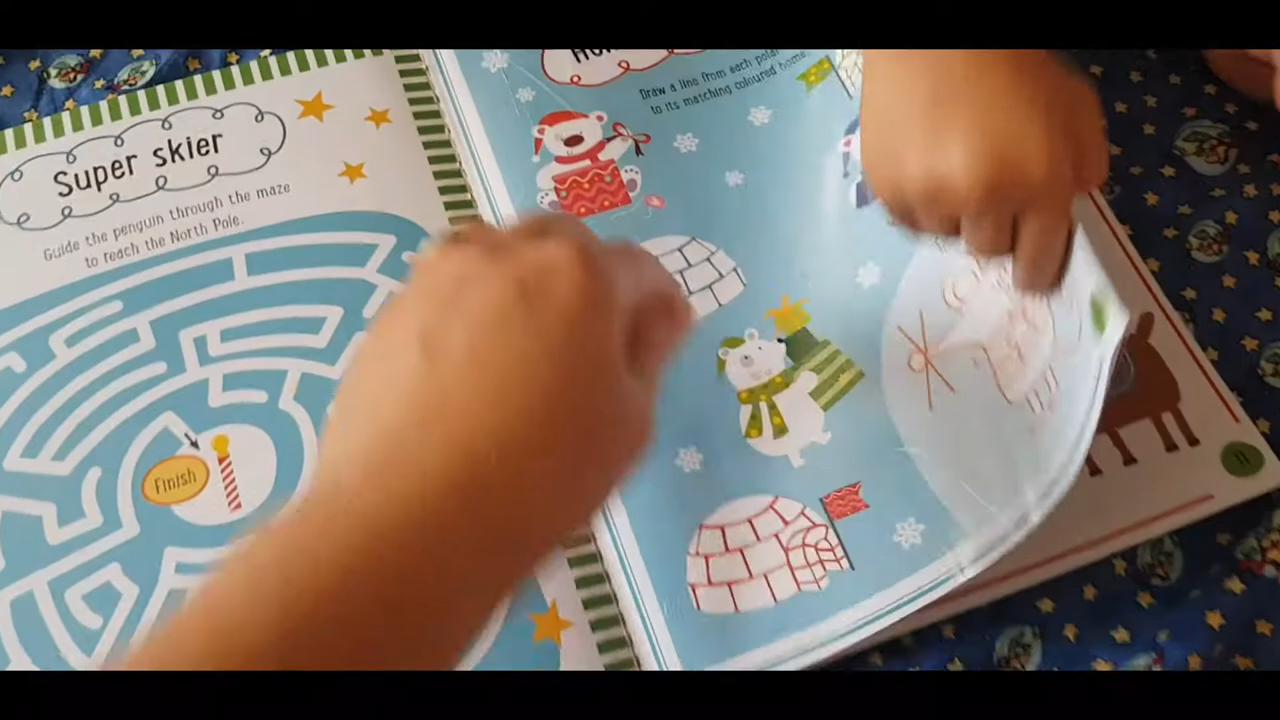 Super skier
Guide the penguin through the maze
to reach the North Pole.
Finish
Draw a line from each polar
to its matching coloured home
11